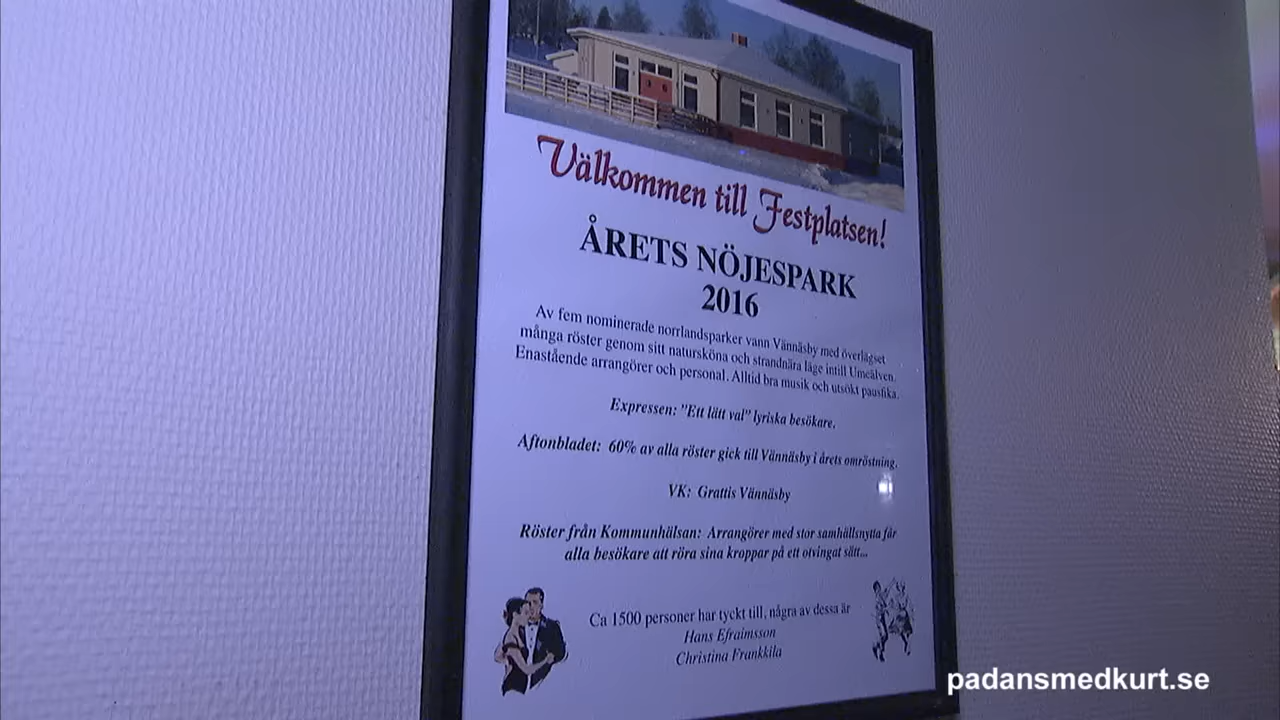 Välkommen till Festplatsen!
ÅRETS NÖJESPARK
2016
Av fem nominerade norrlandsparker vann Vännäsby med överlägset
många röster genom sitt natursköna och strandnära läge intill Umeälven.
Enastående arrangörer och personal. Alltid bra musik och utsökt pausfika.
Expressen: "Ett lätt val" lyriska besökare.
Aftonbladet: 60% av alla röster gick till Vännäsby i årets omröstning.
VK: Grattis Vännäsby
Röster från Kommunhälsan: Arrangörer med stor samhällsnytta får
alla besökare att röra sina kroppar på ett otvingat sätt...
Ca 1500 personer har tyckt till, några av dessa är
Hans Efraimsson
Christina Frankkila
padansmedkurt.se